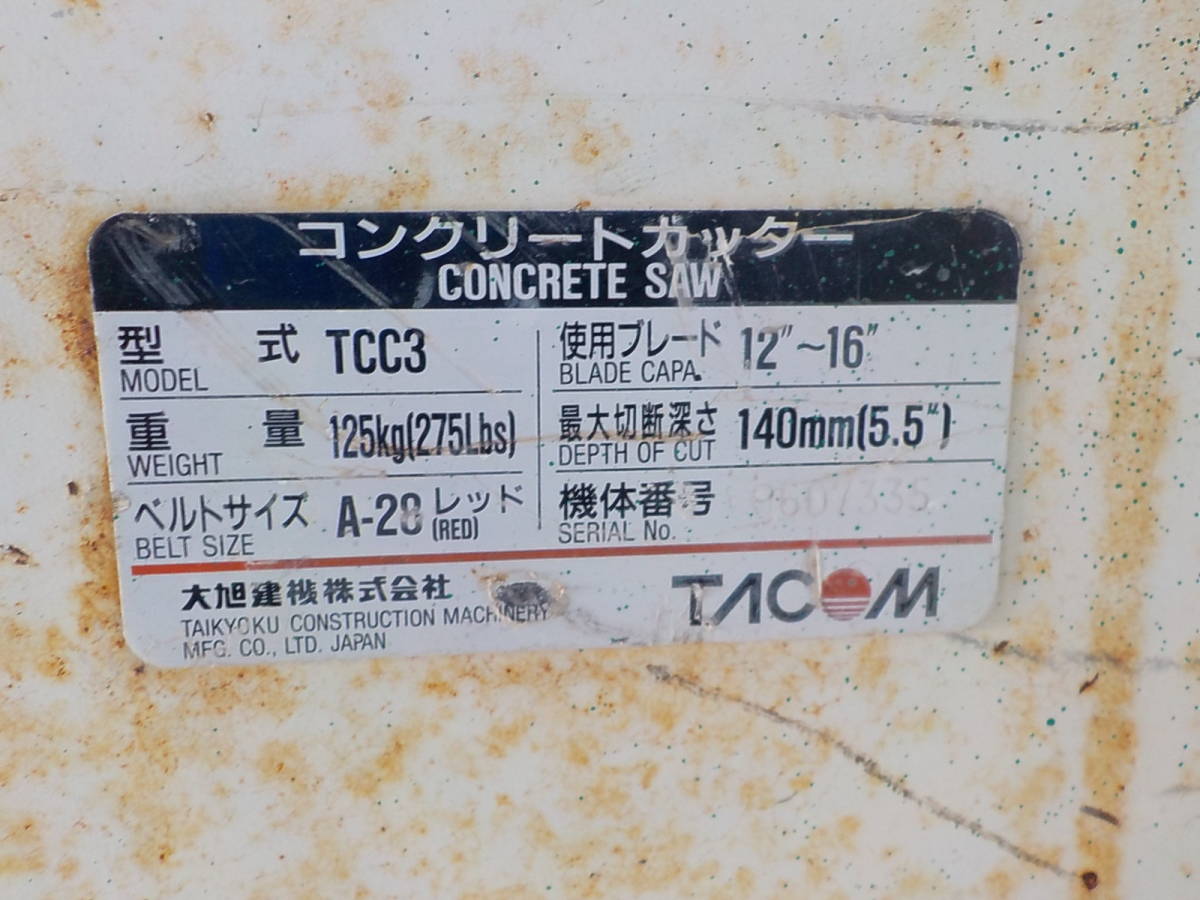 コンクリートカッター
CONCRETE SAW
型式 TCC3
MODEL
重量 125kg(275Lbs)
WEIGHT
ベルトサイズ A-28 レッド
BELT SIZE (RED)
使用ブレード 12"~16"
BLADE CAPA.
最大切断深さ 140mm(5.5")
DEPTH OF CUT
機体番号
SERIAL No.
大旭建機株式会社
TAIKYOKU CONSTRUCTION MACHINERY
MFG. CO., LTD. JAPAN
TACOM